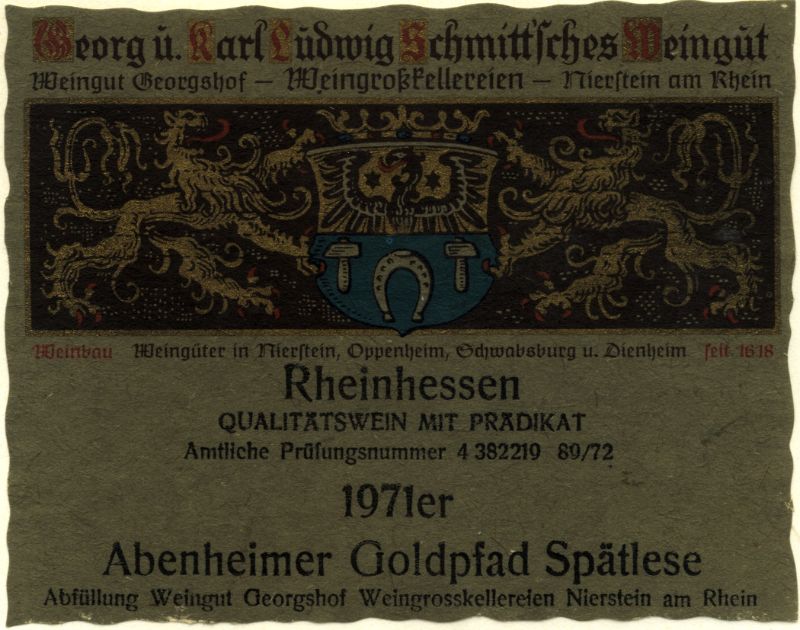 Georg u. Karl Ludwig Schmitt'sches Weingut
Weingut Georgshof — Weingroßkellereien — Nierstein am Rhein
Weinbau Weingüter in Nierstein, Oppenheim, Schwabsburg u. Dienheim seit 1618
Rheinhessen
QUALITÄTSWEIN MIT PRÄDIKAT
Amtliche Prüfungsnummer 4 382219 89/72
1971er
Abenheimer Goldpfad Spätlese
Abfüllung Weingut Georgshof Weingrosskellereien Nierstein am Rhein